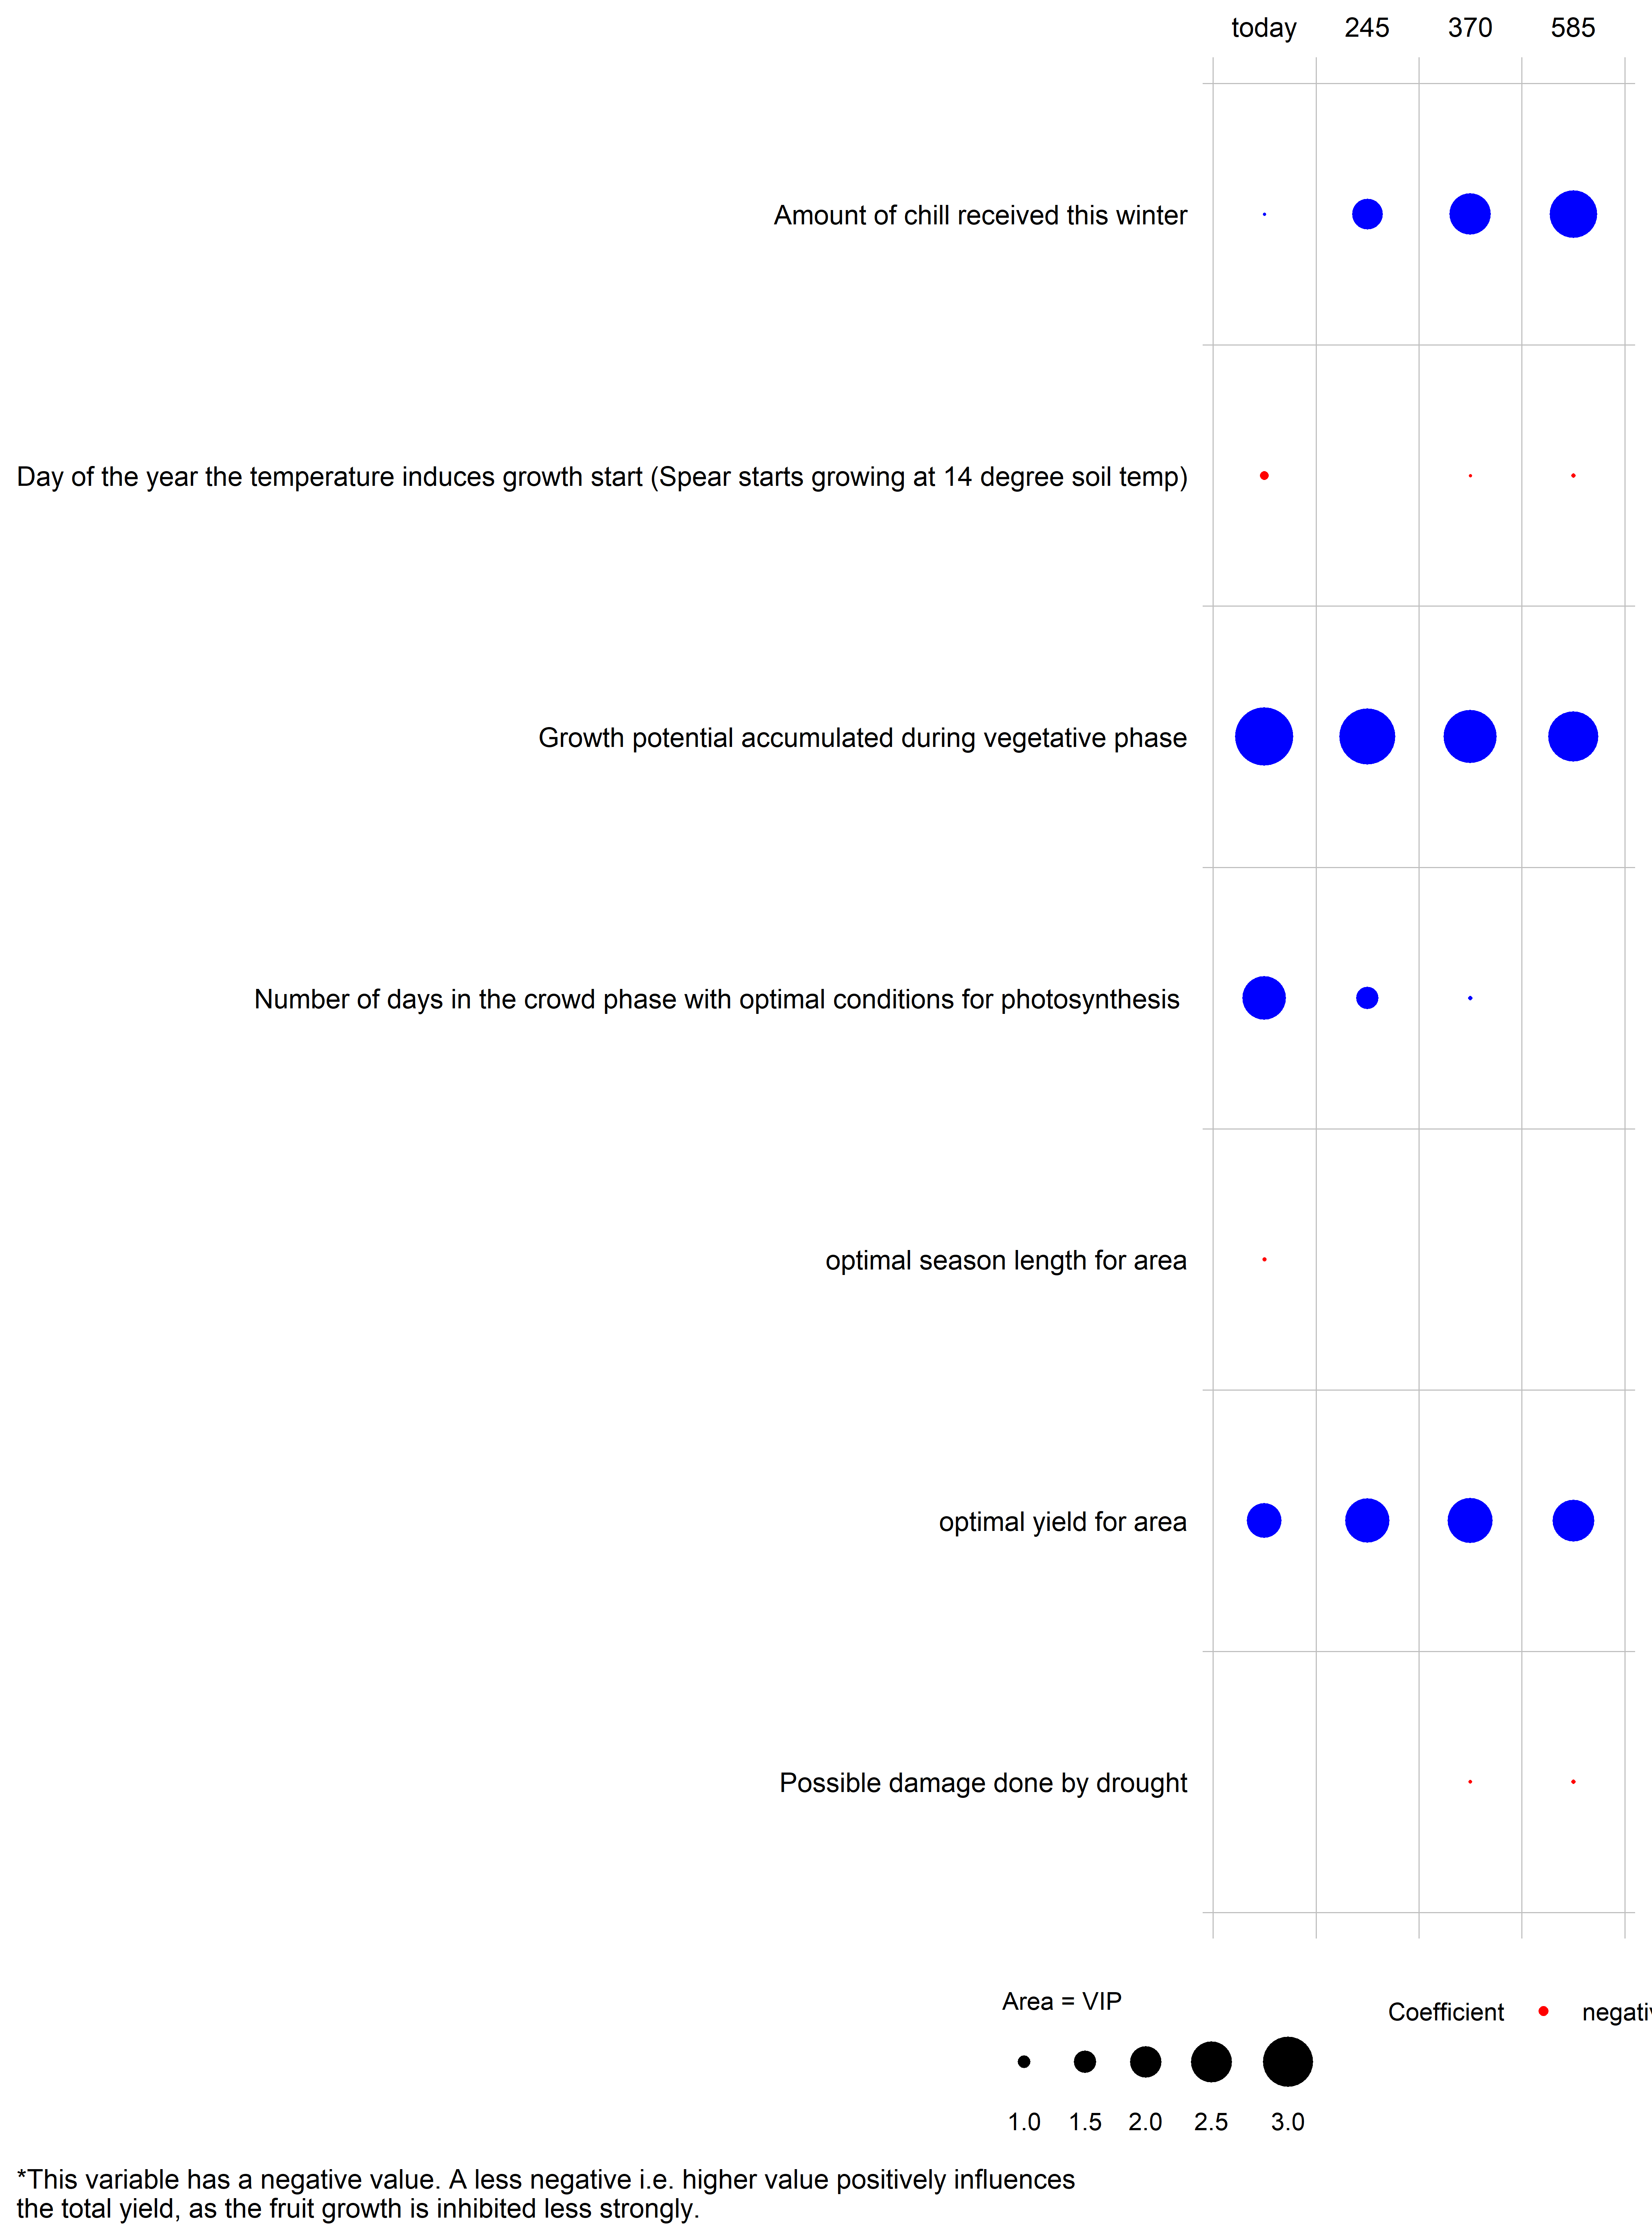 today 245 370 585
Amount of chill received this winter
Day of the year the temperature induces growth start (Spear starts growing at 14 degree soil temp)
Growth potential accumulated during vegetative phase
Number of days in the crowd phase with optimal conditions for photosynthesis
optimal season length for area
optimal yield for area
Possible damage done by drought
Area = VIP
Coefficient negativ
1.0 1.5 2.0 2.5 3.0
*This variable has a negative value. A less negative i.e. higher value positively influences
the total yield, as the fruit growth is inhibited less strongly.